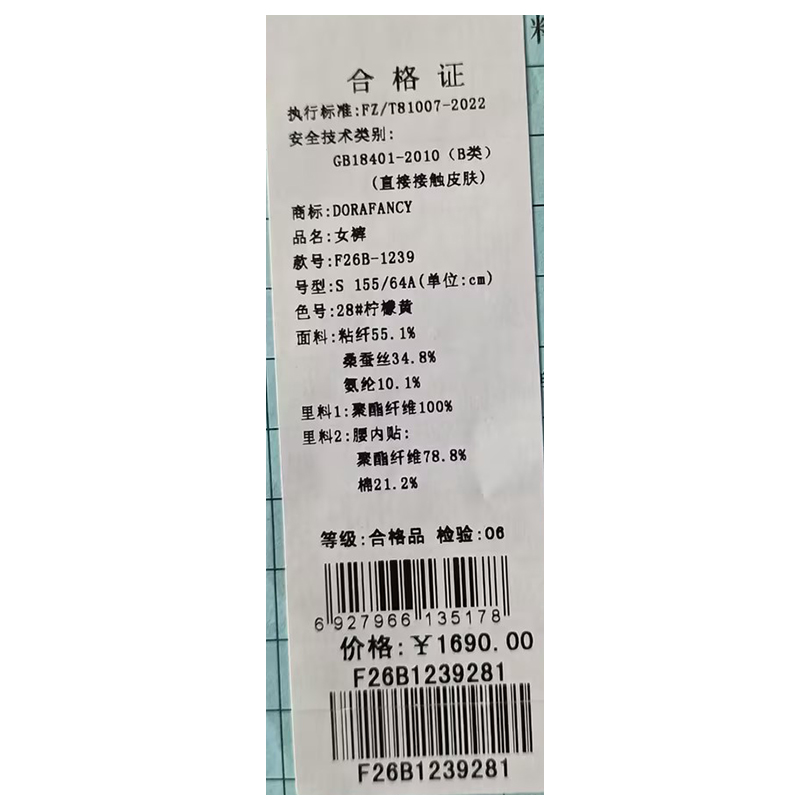 合格证
执行标准:FZ/T81007-2022
安全技术类别:
GB18401-2010（B类）
(直接接触皮肤)
商标:DORAFANCY
品名:女裤
款号:F26B-1239
号型:S 155/64A(单位:cm)
色号:28#柠檬黄
面料:粘纤55.1%
桑蚕丝34.8%
氨纶10.1%
里料1:聚酯纤维100%
里料2:腰内贴:
聚酯纤维78.8%
棉21.2%
等级:合格品 检验:06
6 927966 135178
价格:￥1690.00
F26B1239281
F26B1239281